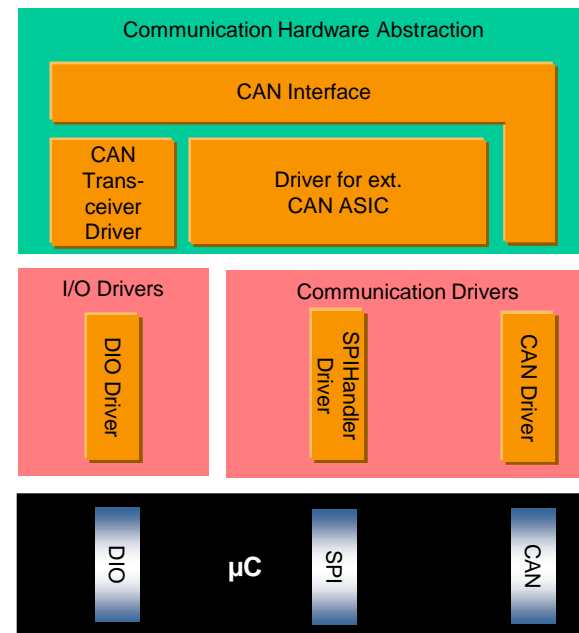 Communication Hardware Abstraction
CAN Interface
CAN
Trans-
ceiver
Driver
Driver for ext.
CAN ASIC
I/O Drivers
Communication Drivers
DIO Driver
SPIHandler
Driver
CAN Driver
DIO
µC
SPI
CAN